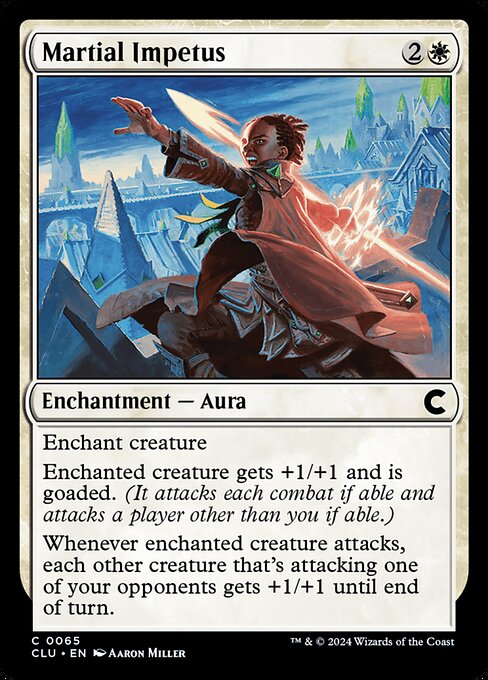 Martial Impetus 2
Enchantment — Aura
Enchant creature
Enchanted creature gets +1/+1 and is
goaded. (It attacks each combat if able and
attacks a player other than you if able.)
Whenever enchanted creature attacks,
each other creature that's attacking one
of your opponents gets +1/+1 until end
of turn.
C 0065
CLU • EN Aaron Miller
™ & © 2024 Wizards of the Coast